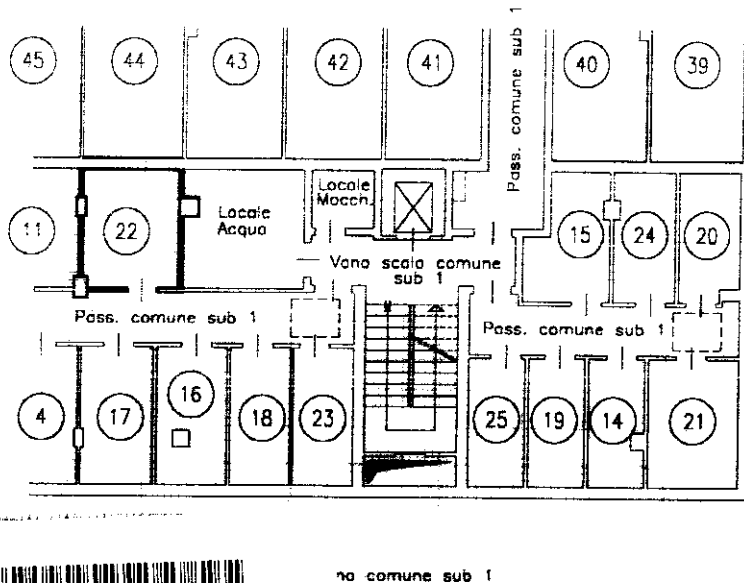 45 44 43 42 41 Pass. comune sub 1 40 39
11 22 Locale
Acqua
Locale
Macch.
15 24 20
Vano scala comune
sub 1
Pass. comune sub 1
Pass. comune sub 1
4 17 16 18 23 25 19 14 21
no comune sub 1